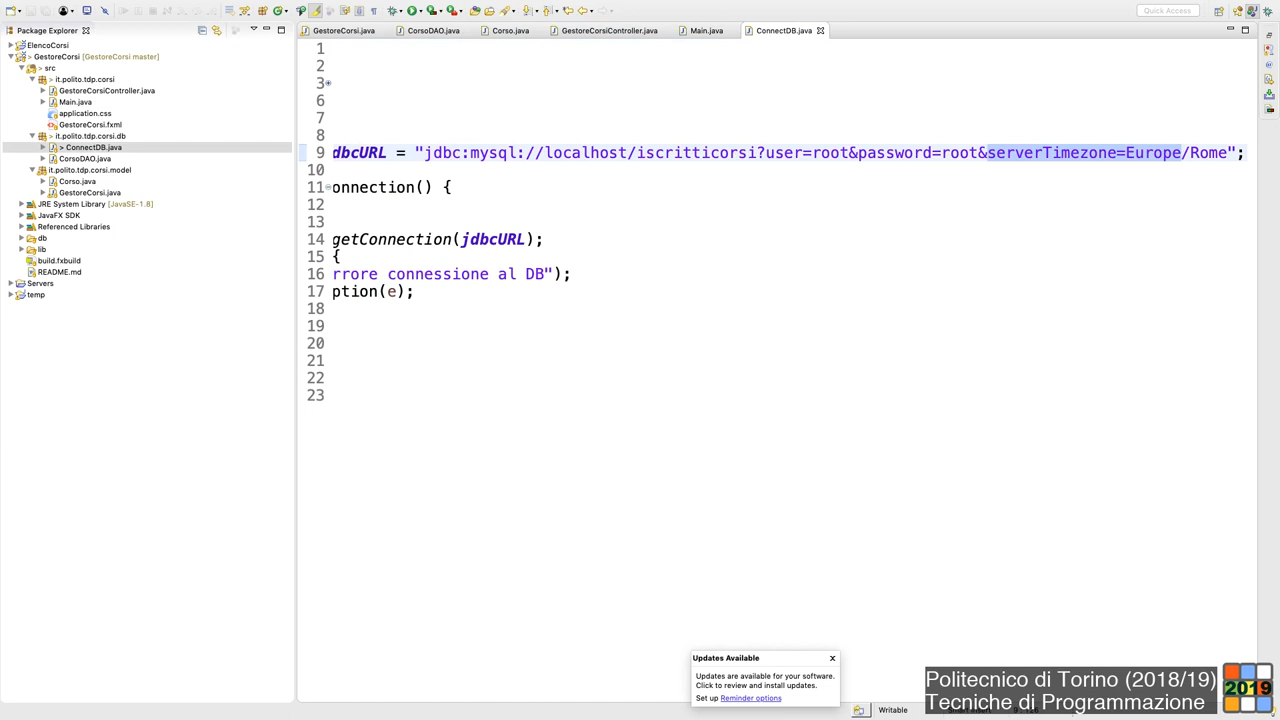 Quick Access
Package Explorer
GestoreCorsi.java
CorsoDAO.java
Corso.java
GestoreCorsiController.java
Main.java
ConnectDB.java
ElencoCorsi
> GestoreCorsi [GestoreCorsi master]
> src
> it.polito.tdp.corsi
GestoreCorsiController.java
Main.java
application.css
GestoreCorsi.fxml
> it.polito.tdp.corsi.db
> ConnectDB.java
CorsoDAO.java
it.polito.tdp.corsi.model
Corso.java
GestoreCorsi.java
JRE System Library [JavaSE-1.8]
JavaFX SDK
Referenced Libraries
db
lib
build.fxbuild
README.md
Servers
temp
1
2
3
6
7
8
9 dbcURL = "jdbc:mysql://localhost/iscritticorsi?user=root&password=root&serverTimezone=Europe/Rome";
10
11 onnection() {
12
13
14 getConnection(jdbcURL);
15 {
16 rrore connessione al DB");
17 ption(e);
18
19
20
21
22
23
Updates Available
Updates are available for your software.
Click to review and install updates.
Set up Reminder options
Politecnico di Torino (2018/19)
Tecniche di Programmazione
2019
Writable